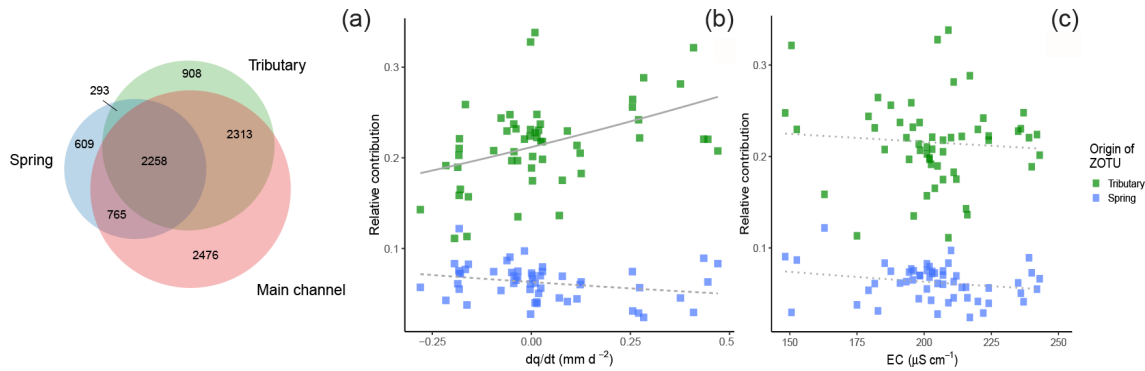 (a)
Tributary
908
293
2313
609
Spring
2258
765
2476
Main channel
(b)
Relative contribution
0.3
0.2
0.1
−0.25
0.00
0.25
0.5
dq/dt (mm d −2)
(c)
Relative contribution
0.3
0.2
0.1
150
175
200
225
EC (µS cm−1)
Origin of
ZOTU
Tributary
Spring